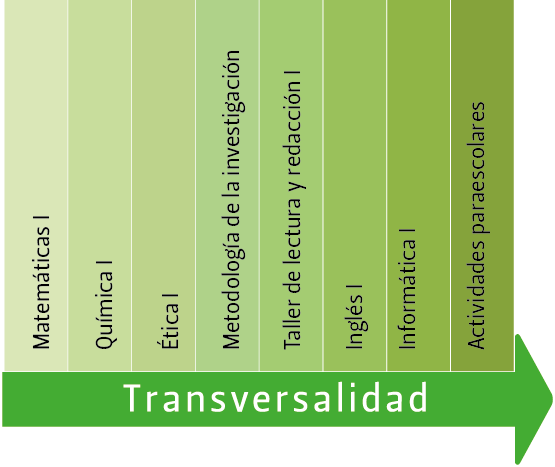 Matemáticas I
Química I
Ética I
Metodología de la investigación
Taller de lectura y redacción I
Inglés I
Informática I
Actividades paraescolares
Transversalidad